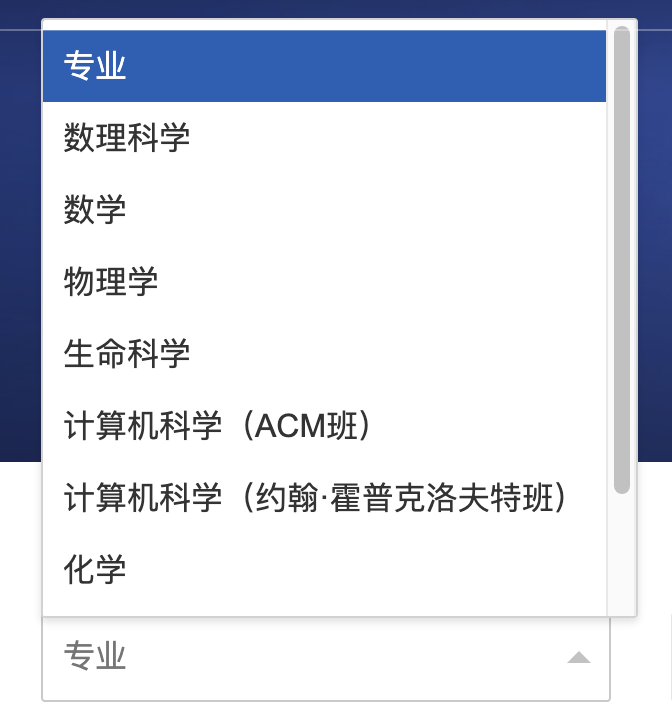 专业
数理科学
数学
物理学
生命科学
计算机科学（ACM班）
计算机科学（约翰·霍普克洛夫特班）
化学
专业